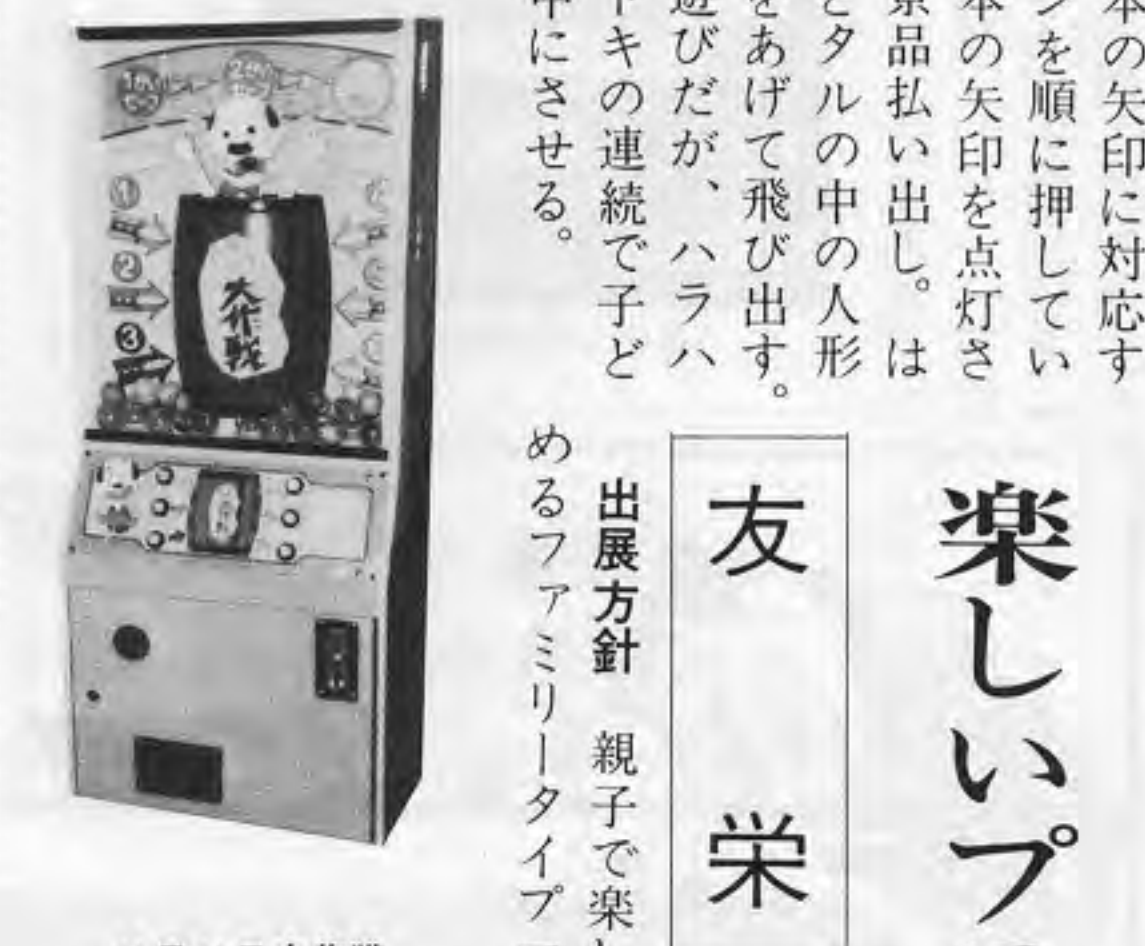 本の矢印に対応す
ンを順に押してい
本の矢印を点灯さ
景品払い出し。は
とタルの中の人形
をあげて飛び出す。
遊びだが、ハラハ
ドキの連続で子ど
中にさせる。
楽しいプ
友栄
出展方針 親子で楽し
めるファミリータイプ
大作戦
1
2
3